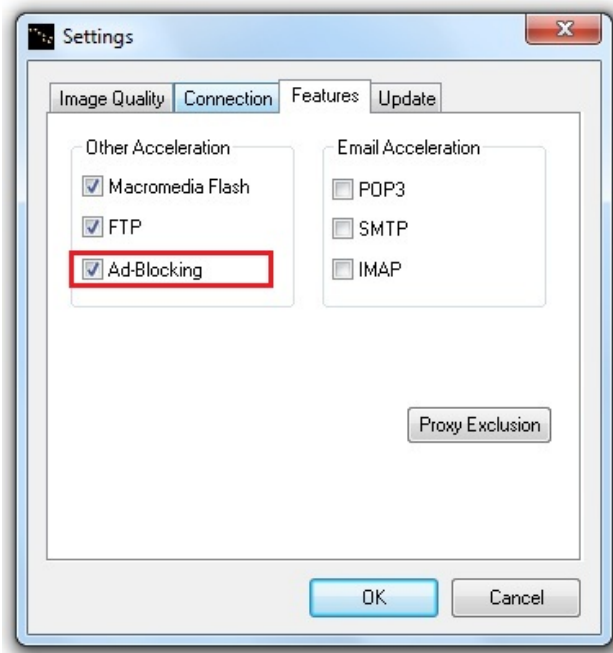 Settings
Image Quality Connection Features Update
Other Acceleration
Macromedia Flash
FTP
Ad-Blocking
Email Acceleration
POP3
SMTP
IMAP
Proxy Exclusion
OK Cancel